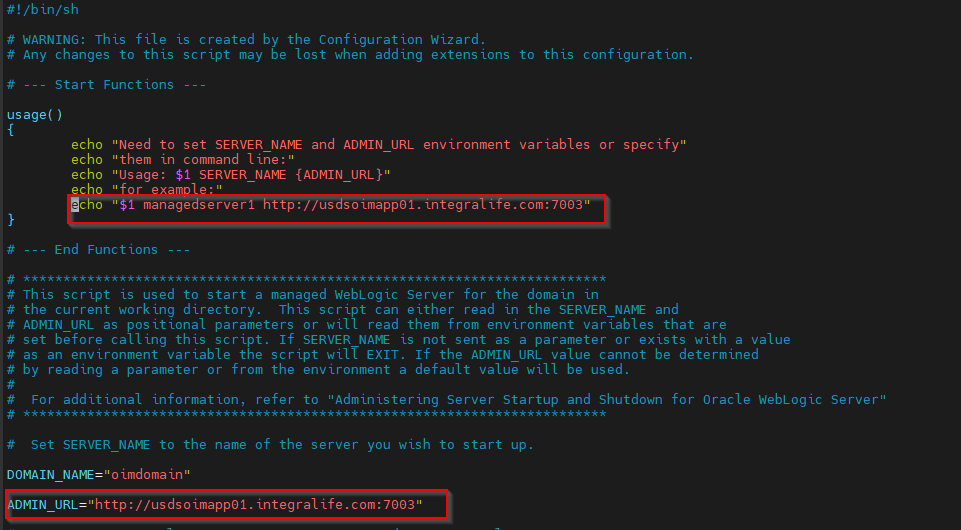 #!/bin/sh
# WARNING: This file is created by the Configuration Wizard.
# Any changes to this script may be lost when adding extensions to this configuration.
# --- Start Functions ---
usage()
{
echo "Need to set SERVER_NAME and ADMIN_URL environment variables or specify"
echo "them in command line:"
echo "Usage: $1 SERVER_NAME {ADMIN_URL}"
echo "for example:"
echo "$1 managedserver1 http://usdsoimapp01.integralife.com:7003"
}
# --- End Functions ---
# *************************************************************************
# This script is used to start a managed WebLogic Server for the domain in
# the current working directory.  This script can either read in the SERVER_NAME and
# ADMIN_URL as positional parameters or will read them from environment variables that are
# set before calling this script. If SERVER_NAME is not sent as a parameter or exists with a value
# as an environment variable the script will EXIT. If the ADMIN_URL value cannot be determined
# by reading a parameter or from the environment a default value will be used.
#
#  For additional information, refer to "Administering Server Startup and Shutdown for Oracle WebLogic Server"
# *************************************************************************
#  Set SERVER_NAME to the name of the server you wish to start up.
DOMAIN_NAME="oimdomain"
ADMIN_URL="http://usdsoimapp01.integralife.com:7003"